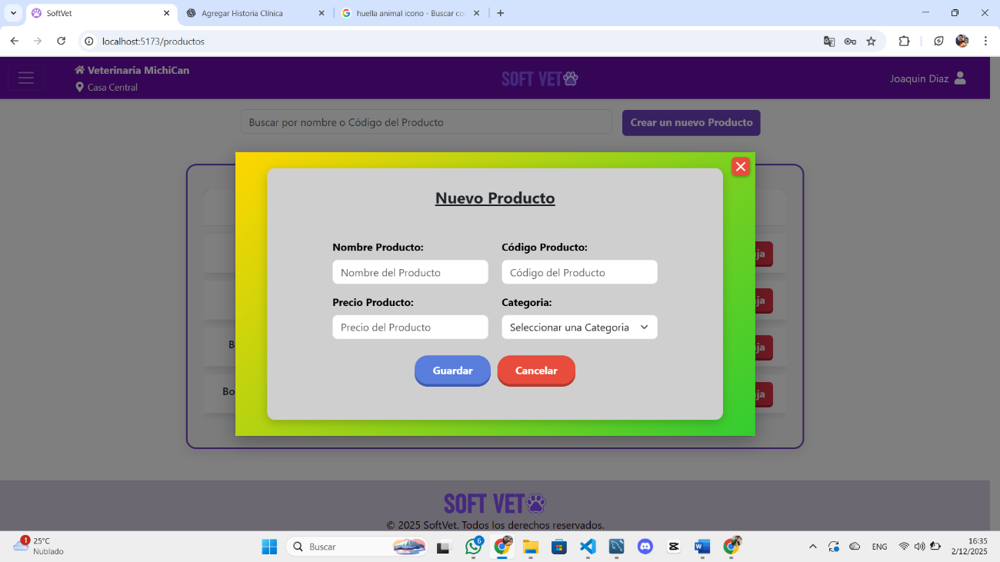 SoftVet
Agregar Historia Clínica
huella animal icono - Buscar co
localhost:5173/productos
Veterinaria MichiCan
Casa Central
SOFT VET
Joaquin Diaz
Buscar por nombre o Código del Producto
Crear un nuevo Producto
Nuevo Producto
Nombre Producto:
Código Producto:
Nombre del Producto
Código del Producto
Precio Producto:
Categoria:
Precio del Producto
Seleccionar una Categoria
Guardar
Cancelar
ja
ja
B
ja
Bo
ja
SOFT VET
© 2025 SoftVet. Todos los derechos reservados.
1
25°C
Nublado
Buscar
6
ENG
16:35
2/12/2025